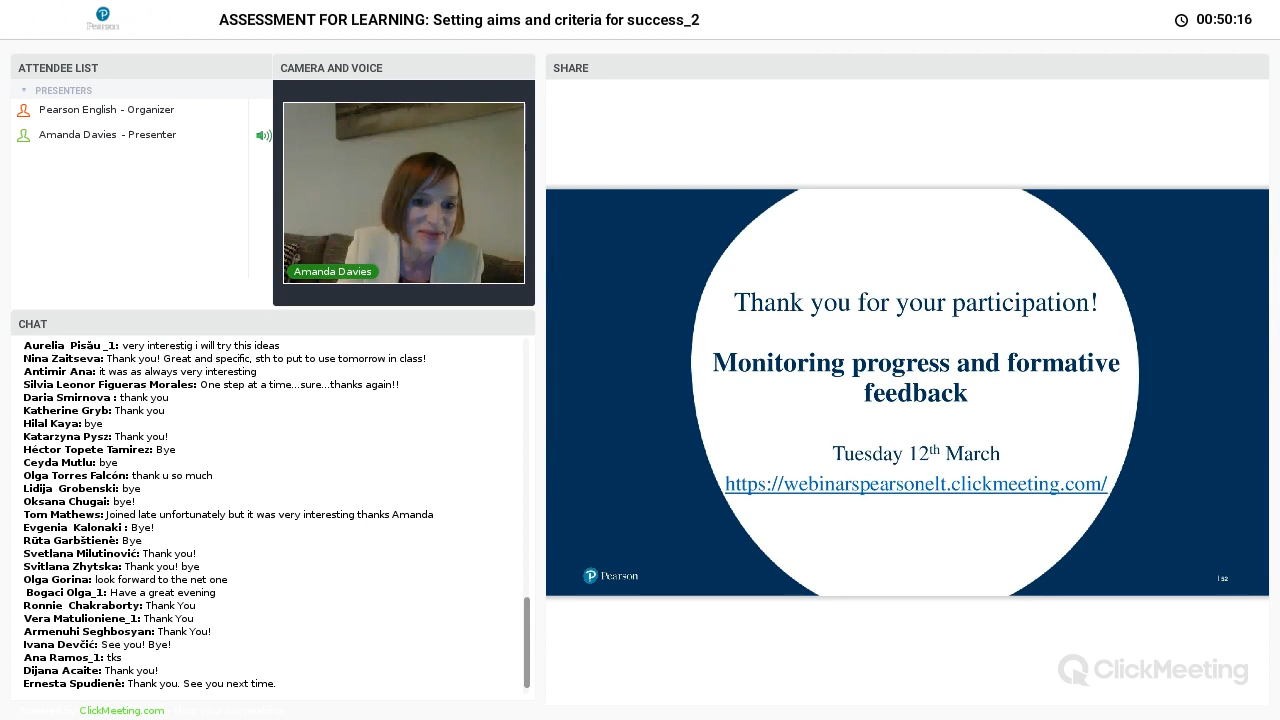 Pearson
ASSESSMENT FOR LEARNING: Setting aims and criteria for success_2
00:50:16
ATTENDEE LIST
PRESENTERS
Pearson English - Organizer
Amanda Davies - Presenter
CAMERA AND VOICE
Amanda Davies
CHAT
Aurelia Pisău _1: very interestig i will try this ideas
Nina Zaitseva: Thank you! Great and specific, sth to put to use tomorrow in class!
Antimir Ana: it was as always very interesting
Silvia Leonor Figueras Morales: One step at a time...sure...thanks again!!
Daria Smirnova : thank you
Katherine Gryb: Thank you
Hilal Kaya: bye
Katarzyna Pysz: Thank you!
Héctor Topete Tamirez: Bye
Ceyda Mutlu: bye
Olga Torres Falcón: thank u so much
Lidija Grobenski: bye
Oksana Chugai: bye!
Tom Mathews: Joined late unfortunately but it was very interesting thanks Amanda
Evgenia Kalonaki : Bye!
Rūta Garbštienė: Bye
Svetlana Milutinović: Thank you!
Svitlana Zhytska: Thank you! bye
Olga Gorina: look forward to the net one
Bogaci Olga_1: Have a great evening
Ronnie Chakraborty: Thank You
Vera Matulioniene_1: Thank You
Armenuhi Seghbosyan: Thank You!
Ivana Devčić: See you! Bye!
Ana Ramos_1: tks
Dijana Acaite: Thank you!
Ernesta Spudienė: Thank you. See you next time.
ClickMeeting.com
SHARE
Thank you for your participation!
Monitoring progress and formative
feedback
Tuesday 12th March
https://webinarspearsonelt.clickmeeting.com/
Pearson
52
ClickMeeting